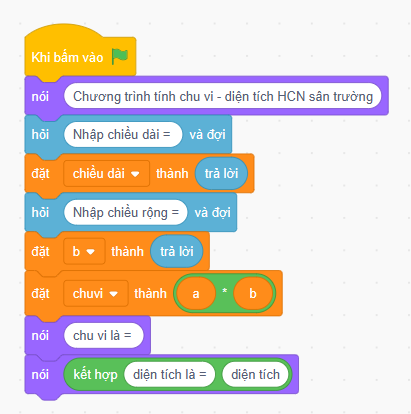 Khi bấm vào
nói Chương trình tính chu vi - diện tích HCN sân trường
hỏi Nhập chiều dài = và đợi
đặt chiều dài thành trả lời
hỏi Nhập chiều rộng = và đợi
đặt b thành trả lời
đặt chuvi thành a * b
nói chu vi là =
nói kết hợp diện tích là = diện tích